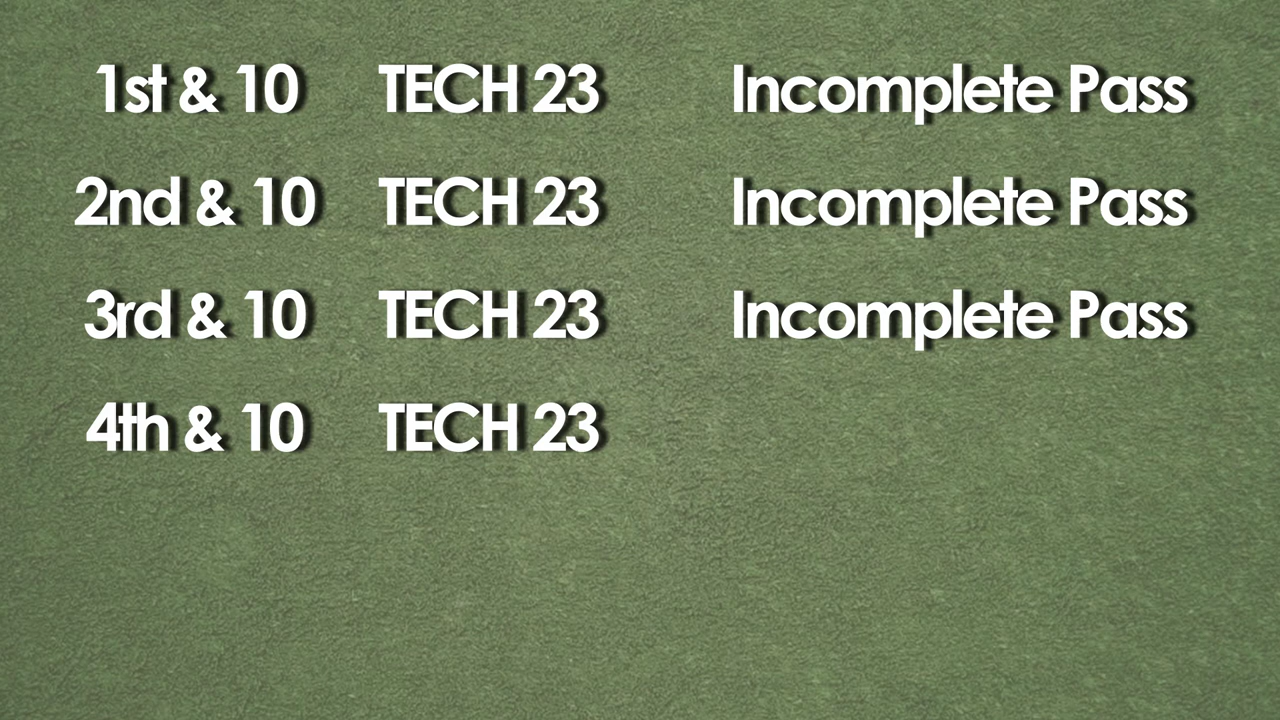 1st & 10 TECH 23 Incomplete Pass
2nd & 10 TECH 23 Incomplete Pass
3rd & 10 TECH 23 Incomplete Pass
4th & 10 TECH 23